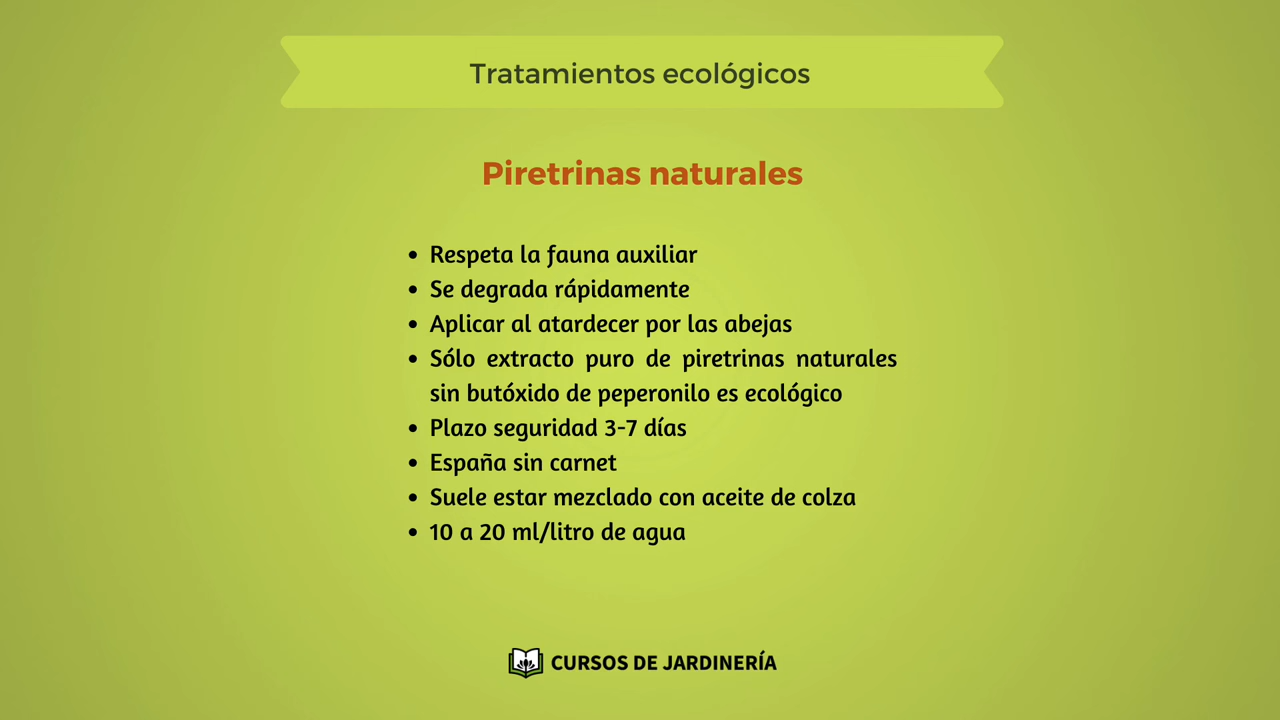 Tratamientos ecológicos
Piretrinas naturales
• Respeta la fauna auxiliar
• Se degrada rápidamente
• Aplicar al atardecer por las abejas
• Sólo extracto puro de piretrinas naturales
sin butóxido de peperonilo es ecológico
• Plazo seguridad 3-7 días
• España sin carnet
• Suele estar mezclado con aceite de colza
• 10 a 20 ml/litro de agua
CURSOS DE JARDINERÍA